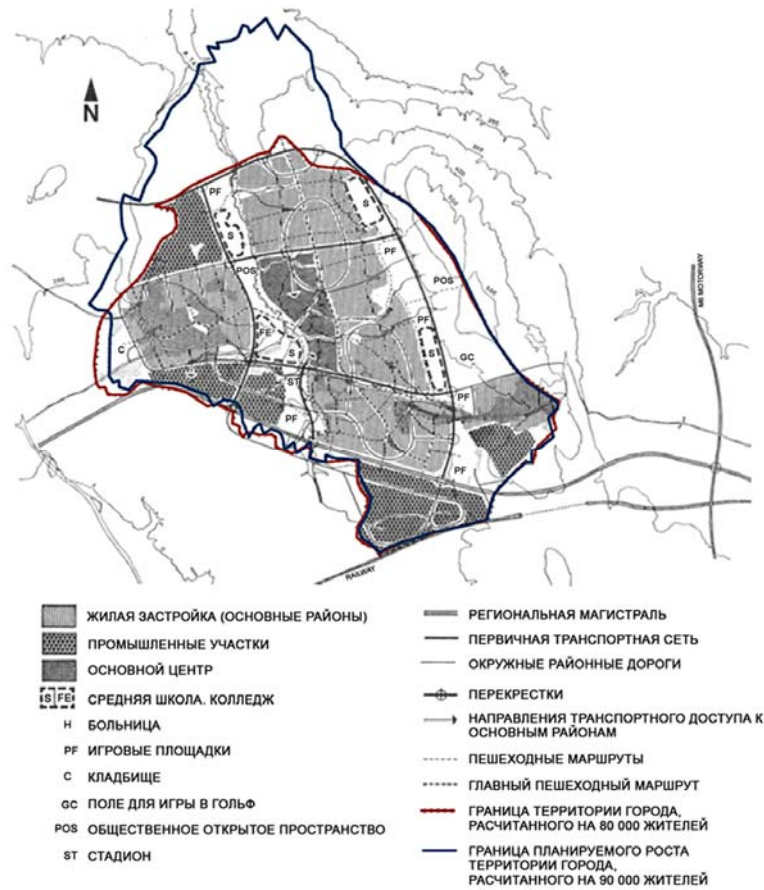 N
PF
S
S
PF
POS
POS
M6 MOTORWAY
PF
FE
S
S
C
GC
ST
PF
PF
PF
RAILWAY
ЖИЛАЯ ЗАСТРОЙКА (ОСНОВНЫЕ РАЙОНЫ)
ПРОМЫШЛЕННЫЕ УЧАСТКИ
ОСНОВНОЙ ЦЕНТР
S FE СРЕДНЯЯ ШКОЛА. КОЛЛЕДЖ
H БОЛЬНИЦА
PF ИГРОВЫЕ ПЛОЩАДКИ
C КЛАДБИЩЕ
GC ПОЛЕ ДЛЯ ИГРЫ В ГОЛЬФ
POS ОБЩЕСТВЕННОЕ ОТКРЫТОЕ ПРОСТРАНСТВО
ST СТАДИОН
РЕГИОНАЛЬНАЯ МАГИСТРАЛЬ
ПЕРВИЧНАЯ ТРАНСПОРТНАЯ СЕТЬ
ОКРУЖНЫЕ РАЙОННЫЕ ДОРОГИ
ПЕРЕКРЕСТКИ
НАПРАВЛЕНИЯ ТРАНСПОРТНОГО ДОСТУПА К
ОСНОВНЫМ РАЙОНАМ
ПЕШЕХОДНЫЕ МАРШРУТЫ
ГЛАВНЫЙ ПЕШЕХОДНЫЙ МАРШРУТ
ГРАНИЦА ТЕРРИТОРИИ ГОРОДА,
РАСЧИТАННОГО НА 80 000 ЖИТЕЛЕЙ
ГРАНИЦА ПЛАНИРУЕМОГО РОСТА
ТЕРРИТОРИИ ГОРОДА,
РАСЧИТАННОГО НА 90 000 ЖИТЕЛЕЙ